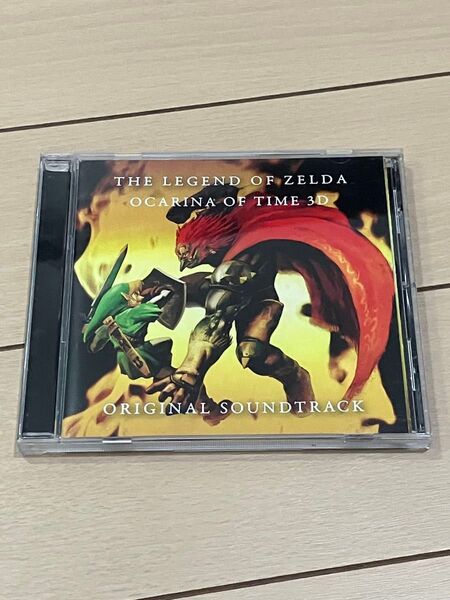 THE LEGEND OF ZELDA
OCARINA OF TIME 3D
ORIGINAL SOUNDTRACK